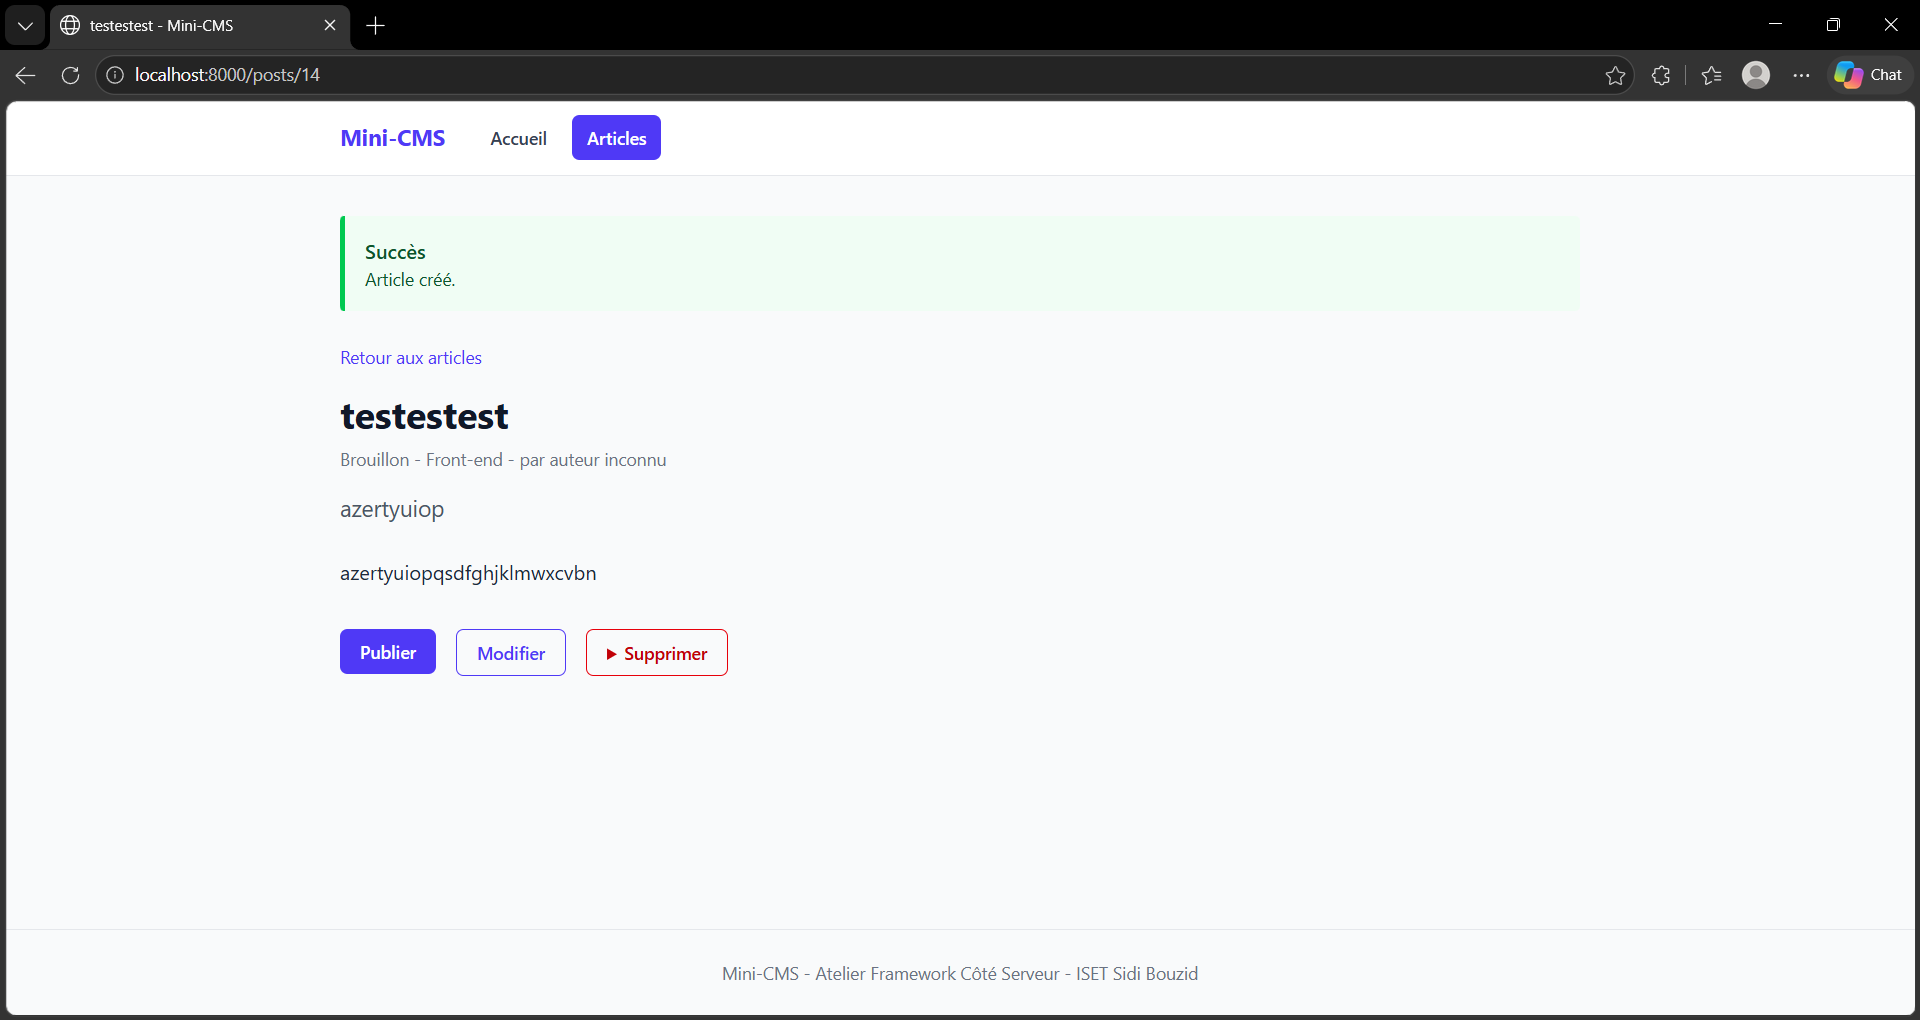 testestest - Mini-CMS
localhost:8000/posts/14
Chat
Mini-CMS Accueil Articles
Succès
Article créé.
Retour aux articles
testestest
Brouillon - Front-end - par auteur inconnu
azertyuiop
azertyuiopqsdfghjklmwxcvbn
Publier Modifier Supprimer
Mini-CMS - Atelier Framework Côté Serveur - ISET Sidi Bouzid